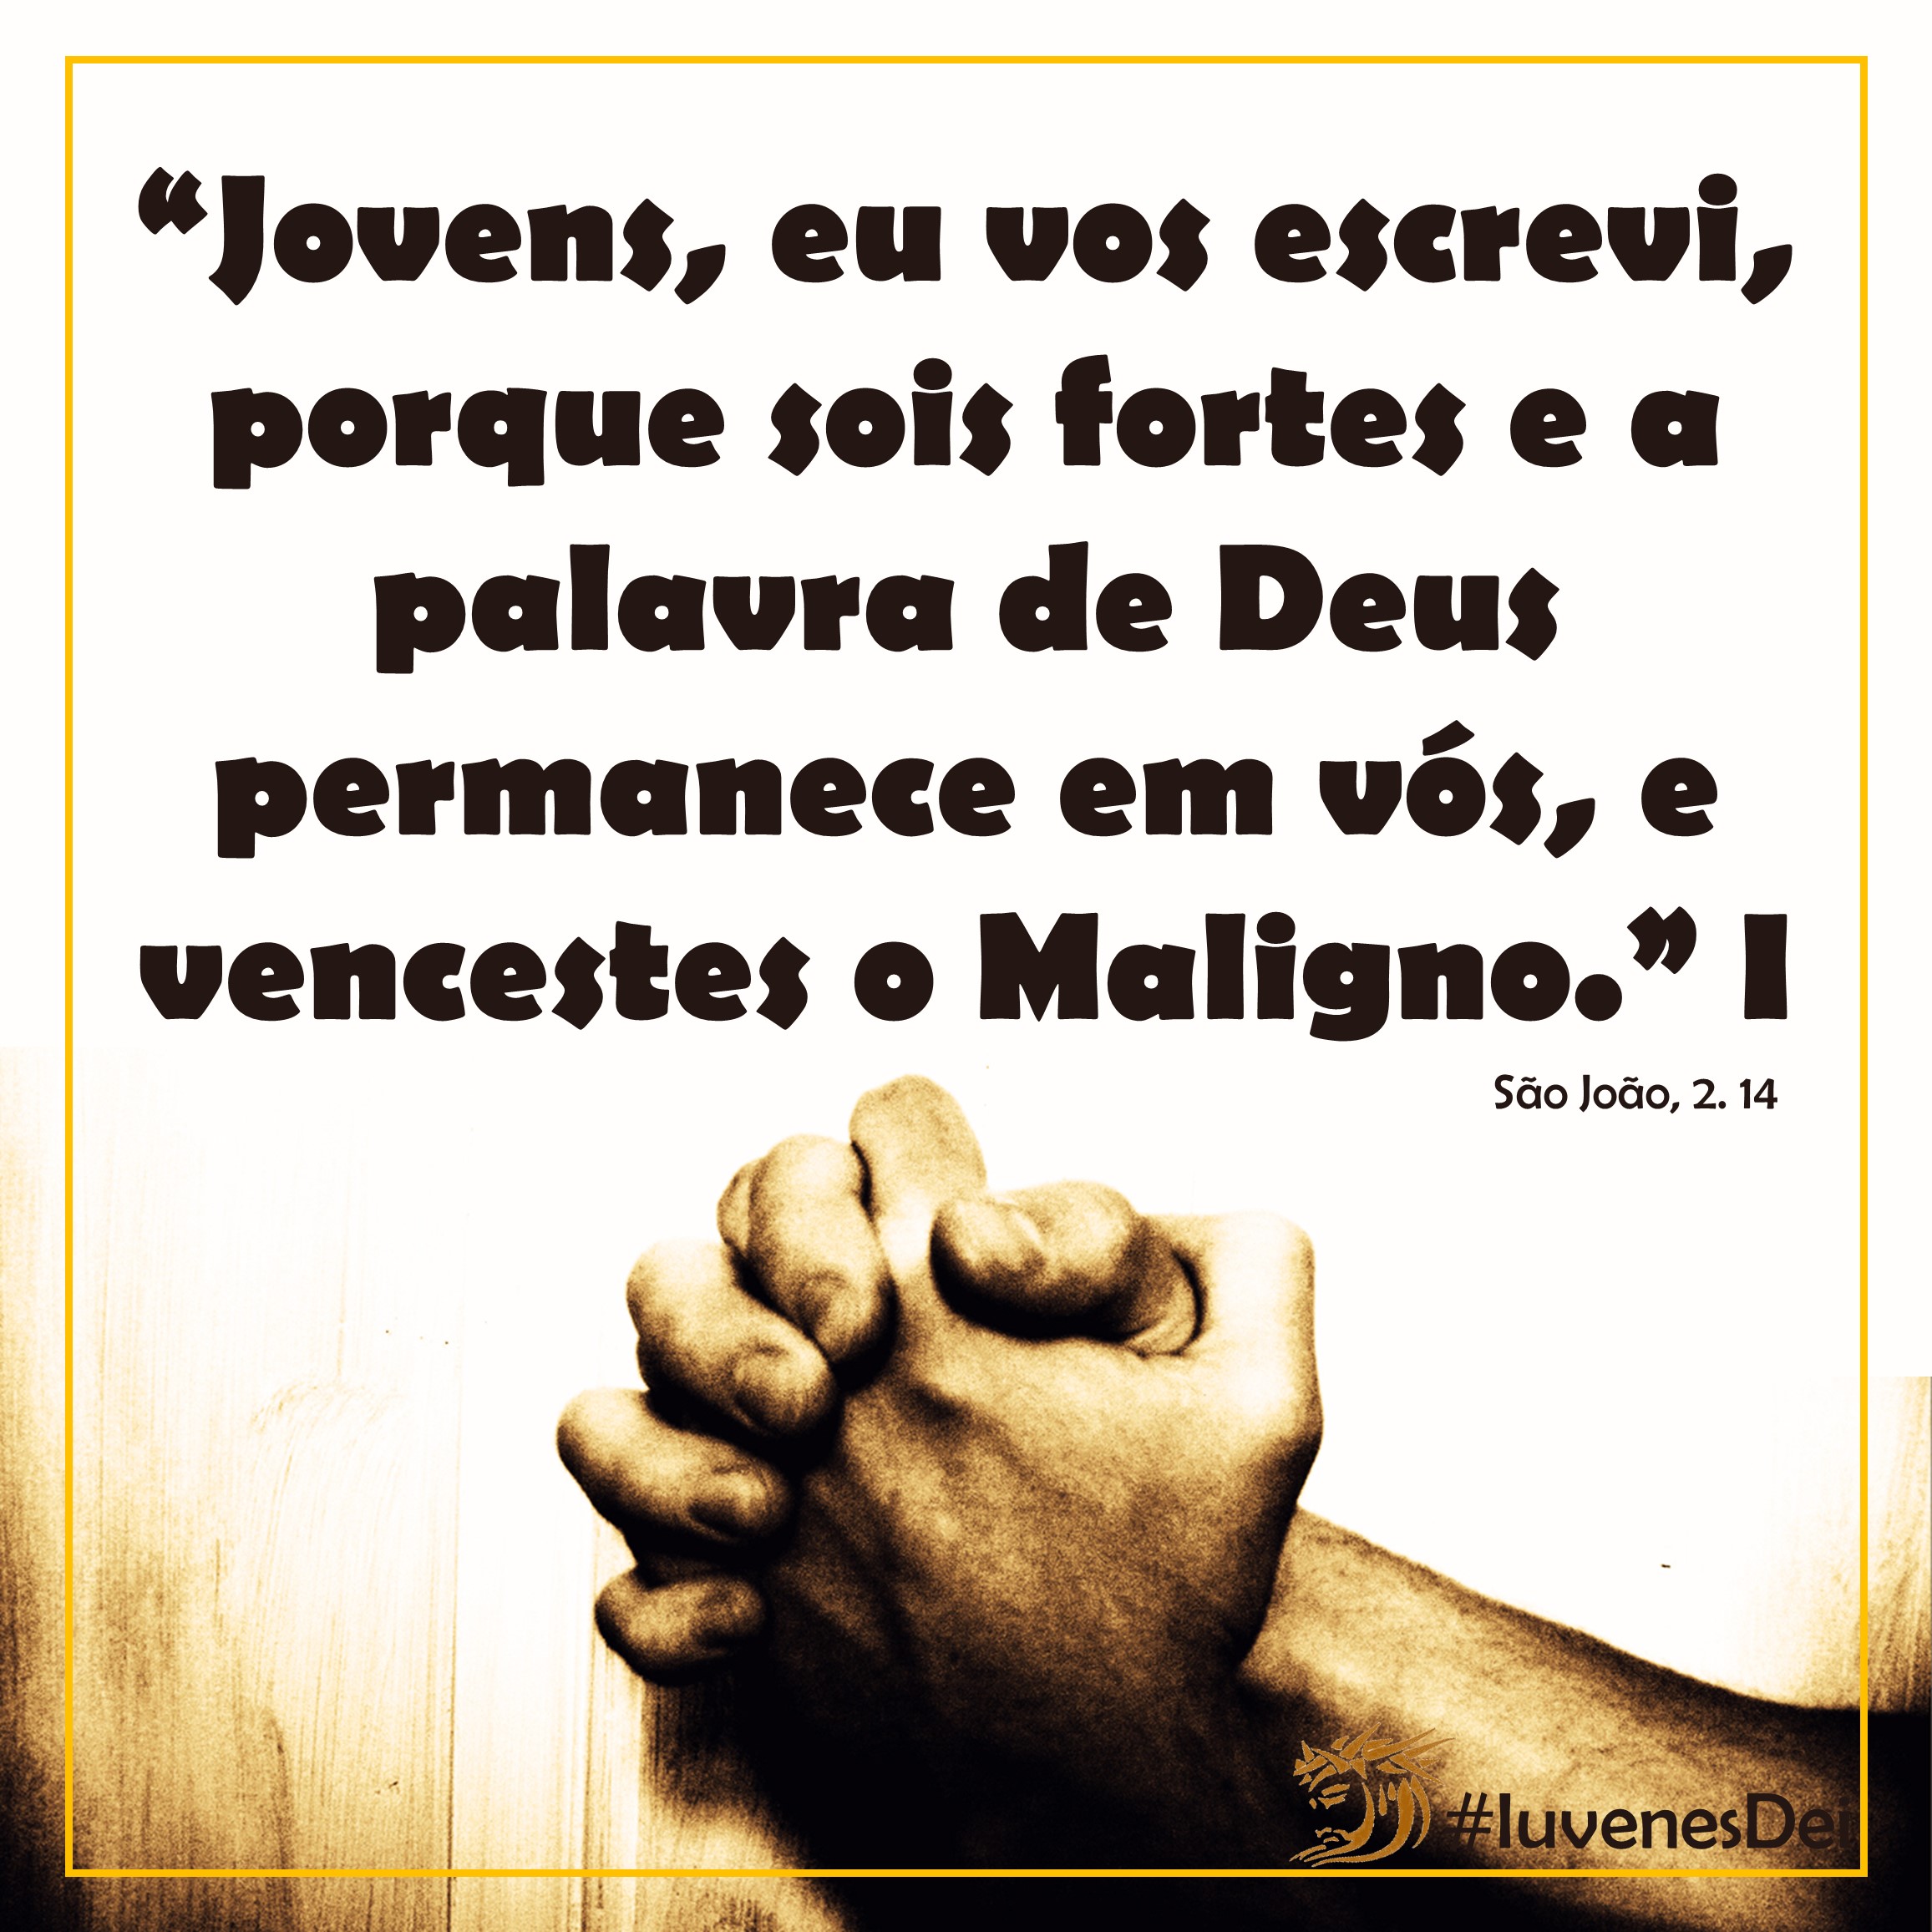 “Jovens, eu vos escrevi,
porque sois fortes e a
palavra de Deus
permanece em vós, e
vencestes o Maligno.” I
São João, 2. 14
#IuvenesDei